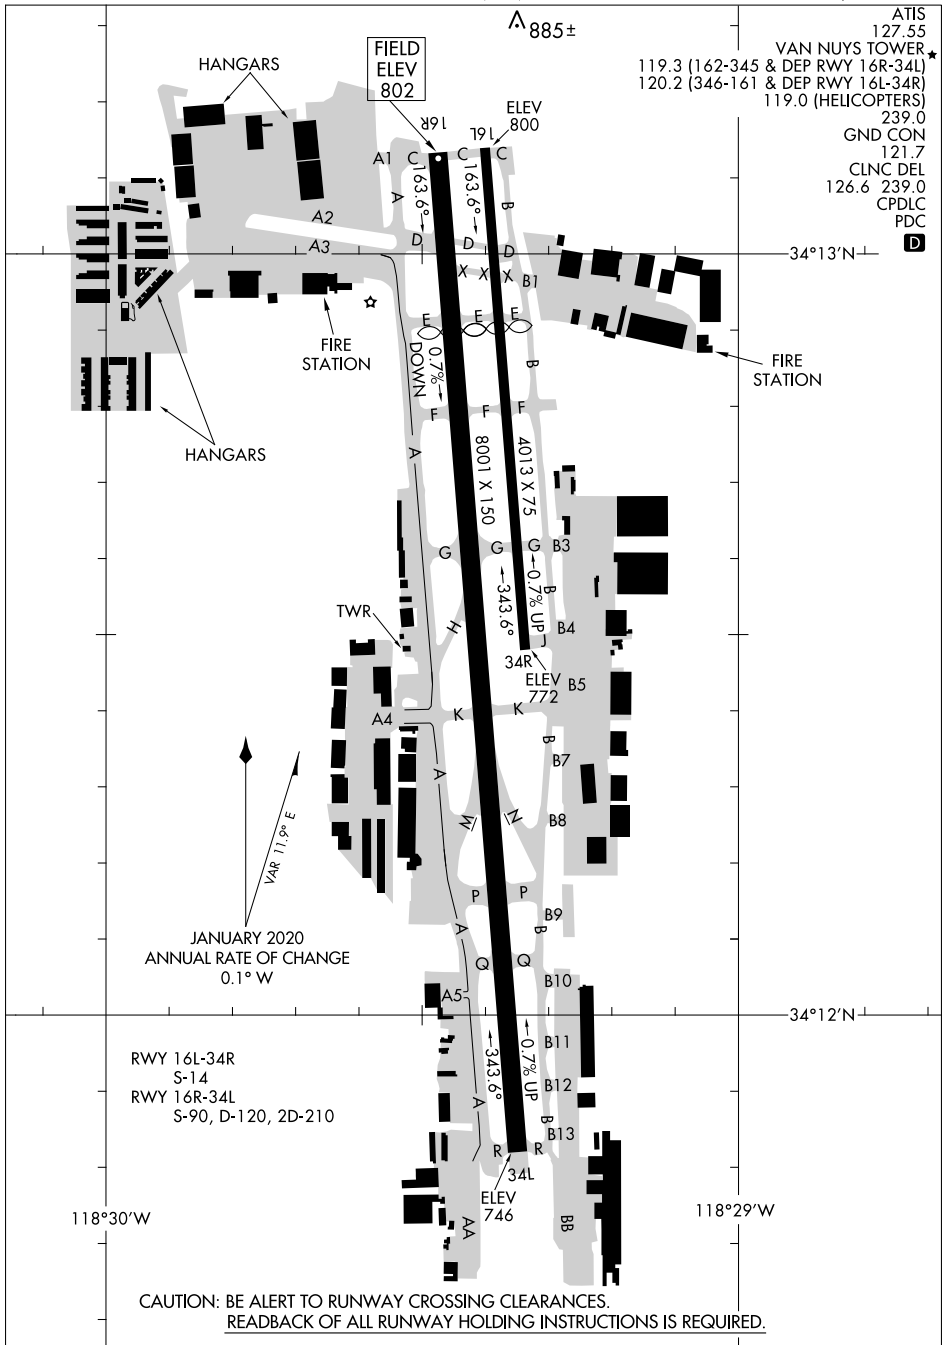 885±
ATIS
127.55
VAN NUYS TOWER
119.3 (162-345 & DEP RWY 16R-34L)
120.2 (346-161 & DEP RWY 16L-34R)
119.0 (HELICOPTERS)
239.0
GND CON
121.7
CLNC DEL
126.6 239.0
CPDLC
PDC
D
HANGARS
FIELD
ELEV
802
ELEV
800
16R
16L
A1
C
C
C
163.6°
163.6°
A
B
A2
A3
D
D
D
34°13'N
X
X
X
B1
E
E
E
FIRE
STATION
FIRE
STATION
0.7%
DOWN
B
F
F
F
HANGARS
A
8001 X 150
4013 X 75
G
G
G
B3
343.6°
0.7% UP
B
TWR
H
B4
34R
ELEV
772
B5
A4
K
K
B
B7
A
VAR 11.9° E
M
N
B8
P
P
B9
A
B
JANUARY 2020
ANNUAL RATE OF CHANGE
0.1° W
Q
Q
B10
A5
34°12'N
343.6°
0.7% UP
B11
RWY 16L-34R
S-14
RWY 16R-34L
S-90, D-120, 2D-210
B12
A
B
B13
R
R
34L
ELEV
746
118°30'W
118°29'W
AA
BB
CAUTION: BE ALERT TO RUNWAY CROSSING CLEARANCES.
READBACK OF ALL RUNWAY HOLDING INSTRUCTIONS IS REQUIRED.